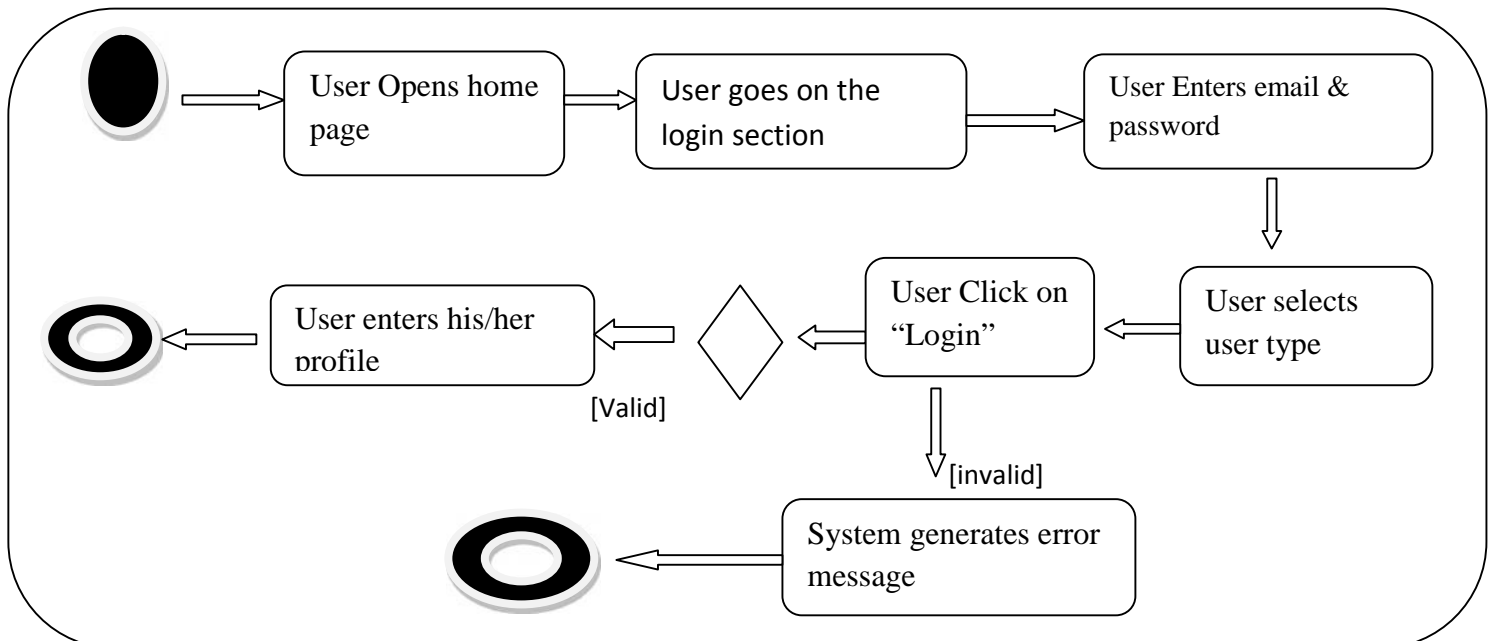 User Opens home
page
User goes on the
login section
User Enters email &
password
User selects
user type
User Click on
“Login”
User enters his/her
profile
[Valid]
[invalid]
System generates error
message